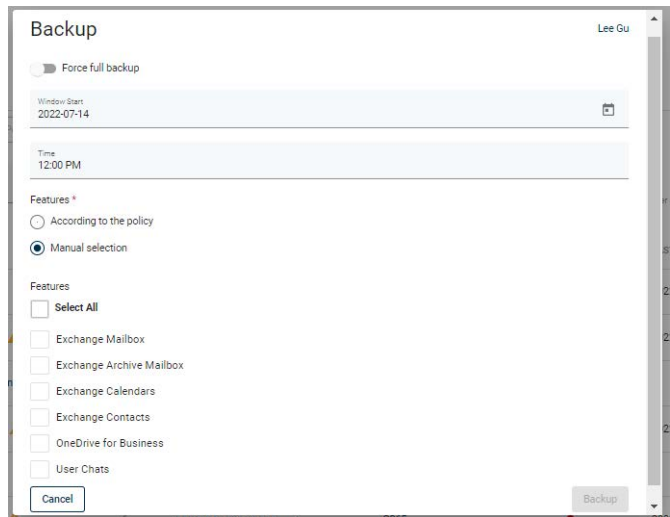 Backup
Lee Gu
Force full backup
Window Start
2022-07-14
Time
12:00 PM
Features *
According to the policy
Manual selection
Features
Select All
Exchange Mailbox
Exchange Archive Mailbox
Exchange Calendars
Exchange Contacts
OneDrive for Business
User Chats
Cancel
Backup